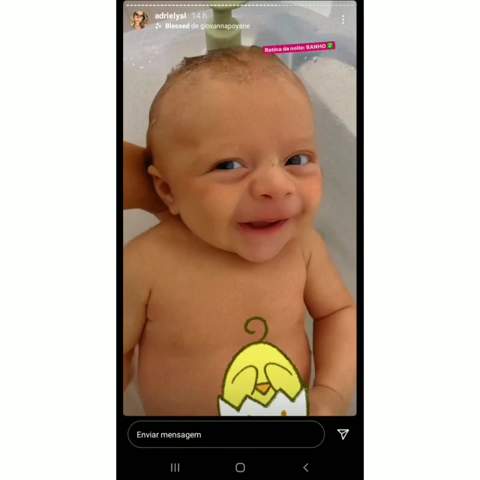 adrielysl 14 h
Blessed de giovannapoyane
Rotina da noite: BANHO ✅
Enviar mensagem